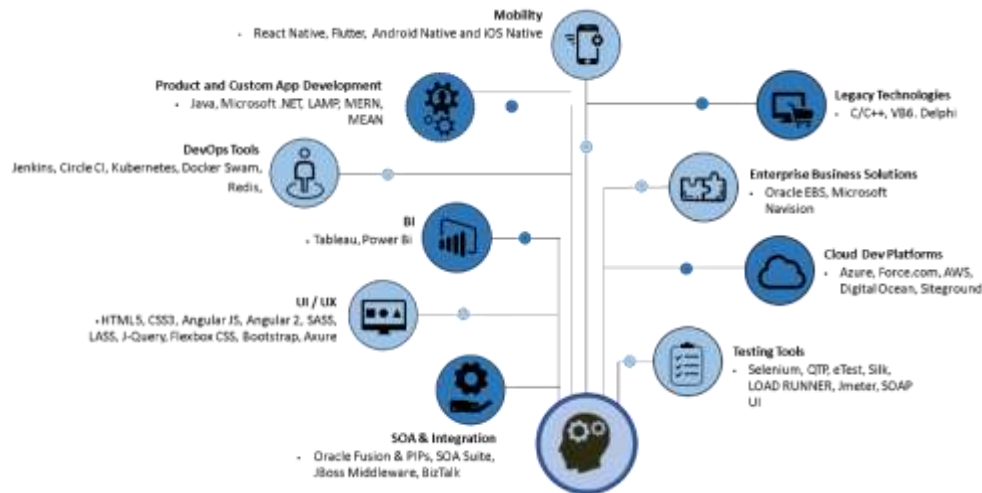 Mobility
• React Native, Flutter, Android Native and iOS Native
Product and Custom App Development
• Java, Microsoft .NET, LAMP, MERN,
MEAN
DevOps Tools
Jenkins, Circle CI, Kubernetes, Docker Swam,
Redis,
BI
• Tableau, Power Bi
UI / UX
• HTML5, CSS3, Angular JS, Angular 2, SASS,
LASS, J-Query, Flexbox CSS, Bootstrap, Axure
SOA & Integration
• Oracle Fusion & PIPs, SOA Suite,
JBoss Middleware, BizTalk
Legacy Technologies
• C/C++, VB6. Delphi
Enterprise Business Solutions
• Oracle EBS, Microsoft
Navision
Cloud Dev Platforms
• Azure, Force.com, AWS,
Digital Ocean, Siteground
Testing Tools
• Selenium, QTP, eTest, Silk,
LOAD RUNNER, Jmeter, SOAP
UI